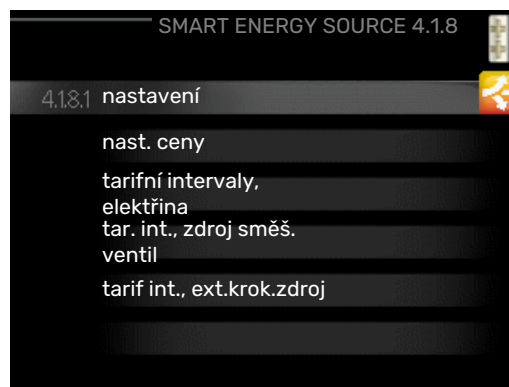 SMART ENERGY SOURCE 4.1.8
4.1.8.1 nastavení
nast. ceny
tarifní intervaly,
elektřina
tar. int., zdroj směš.
ventil
tarif int., ext.krok.zdroj